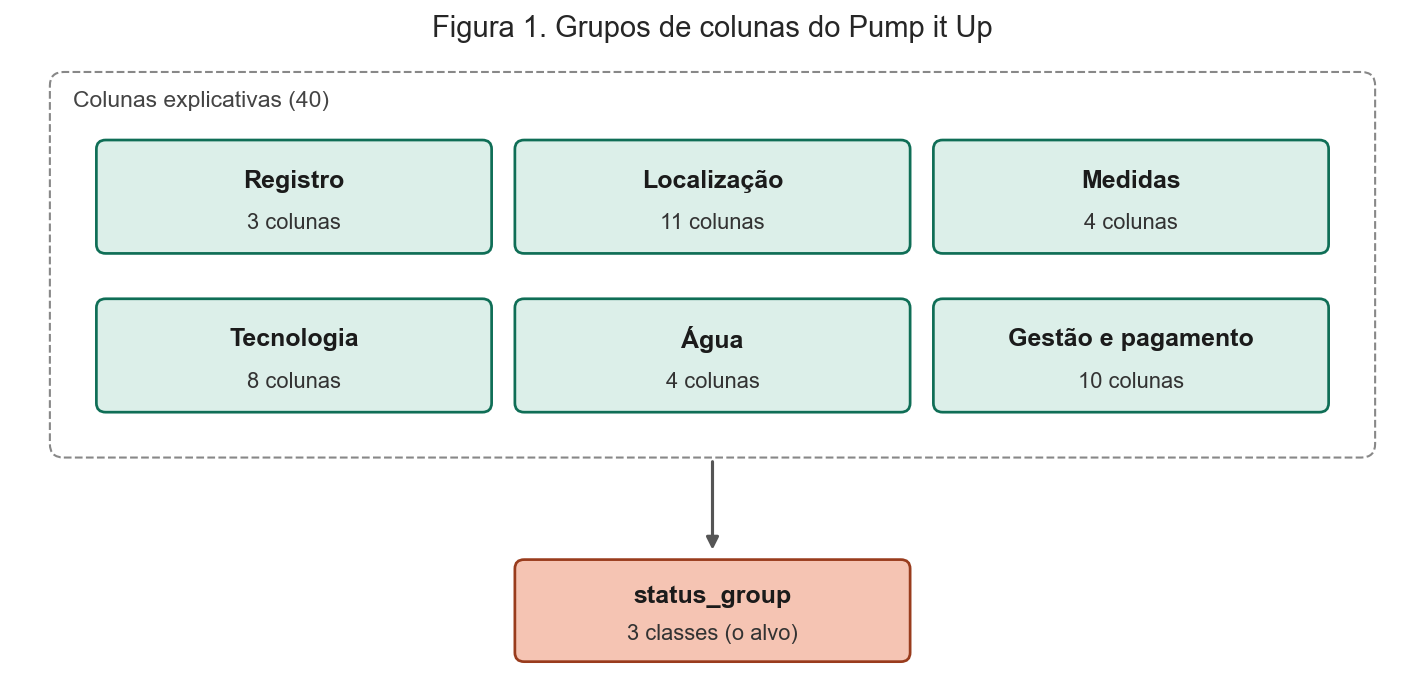 Figura 1. Grupos de colunas do Pump it Up
Colunas explicativas (40)
Registro
3 colunas
Localização
11 colunas
Medidas
4 colunas
Tecnologia
8 colunas
Água
4 colunas
Gestão e pagamento
10 colunas
status_group
3 classes (o alvo)